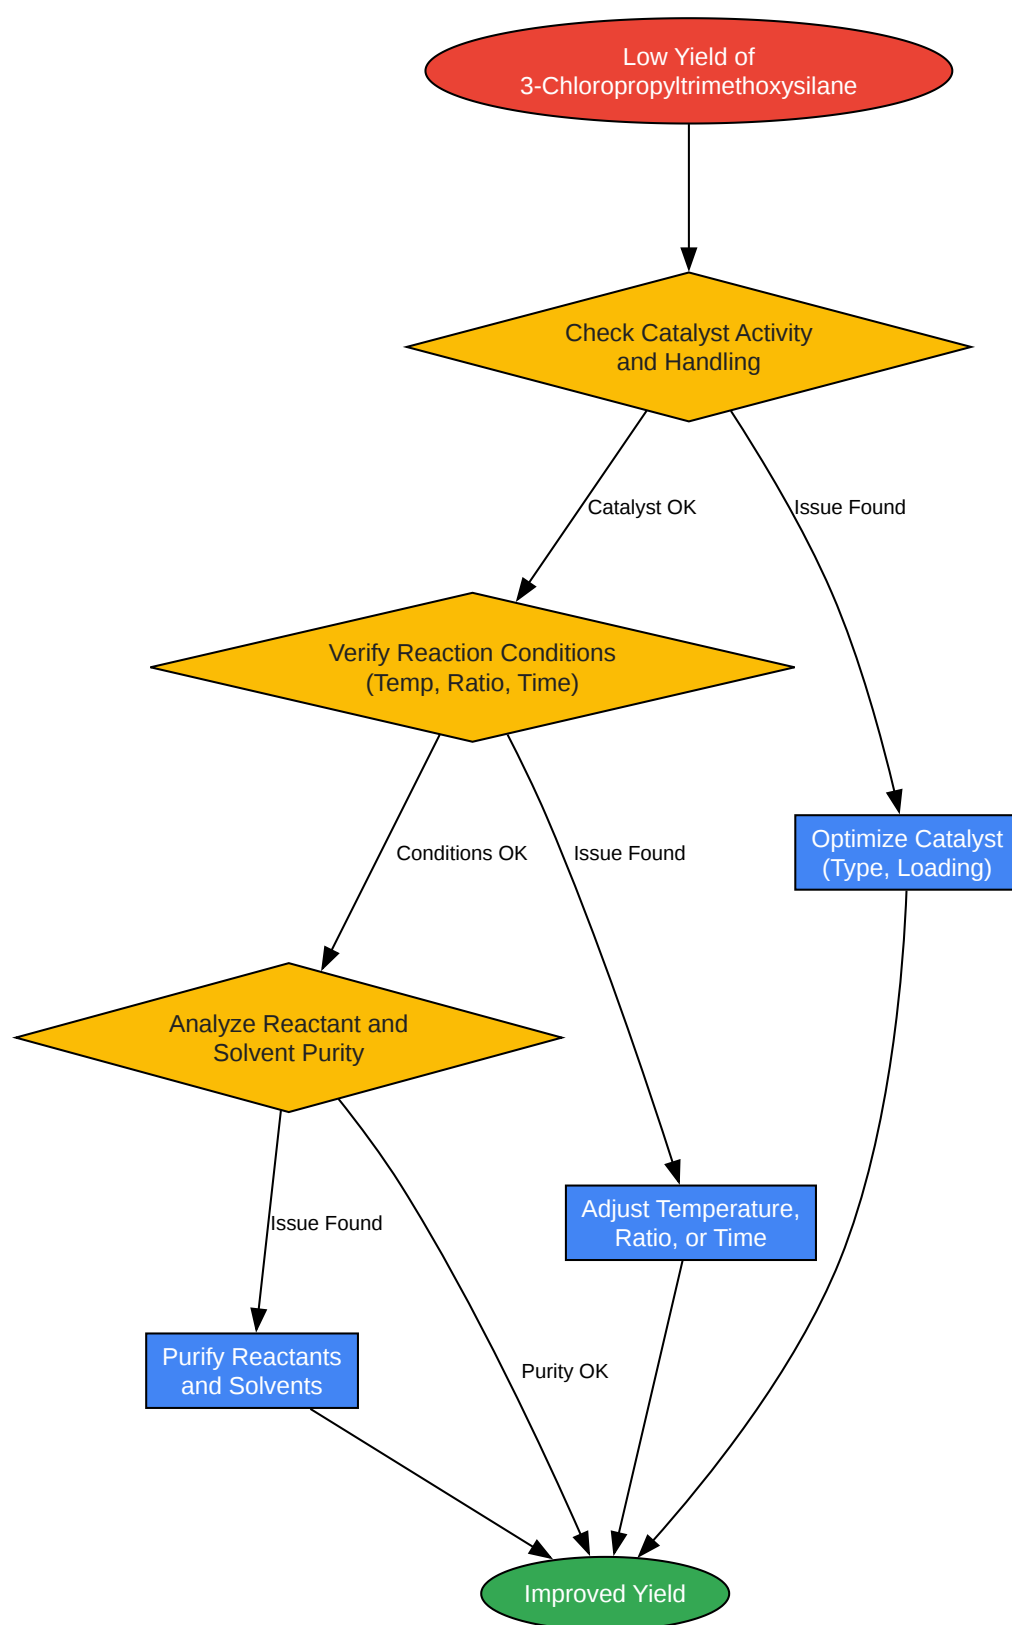 Low Yield of
3-Chloropropyltrimethoxysilane
Check Catalyst Activity
and Handling
Catalyst OK
Issue Found
Verify Reaction Conditions
(Temp, Ratio, Time)
Optimize Catalyst
(Type, Loading)
Conditions OK
Issue Found
Analyze Reactant and
Solvent Purity
Adjust Temperature,
Ratio, or Time
Issue Found
Purify Reactants
and Solvents
Purity OK
Improved Yield